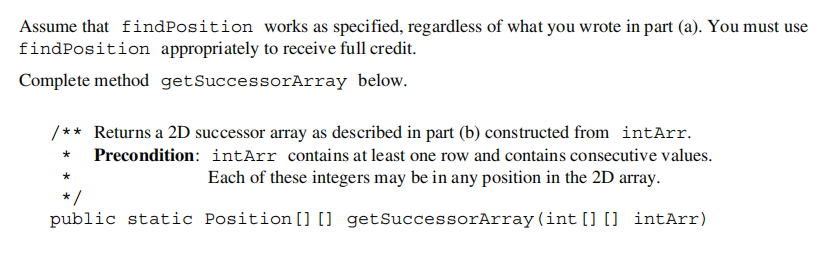 Assume that findPosition works as specified, regardless of what you wrote in part (a). You must use
findPosition appropriately to receive full credit.
Complete method getSuccessorArray below.
/** Returns a 2D successor array as described in part (b) constructed from intArr.
* Precondition: intArr contains at least one row and contains consecutive values.
* Each of these integers may be in any position in the 2D array.
*/
public static Position[][] getSuccessorArray(int[][] intArr)